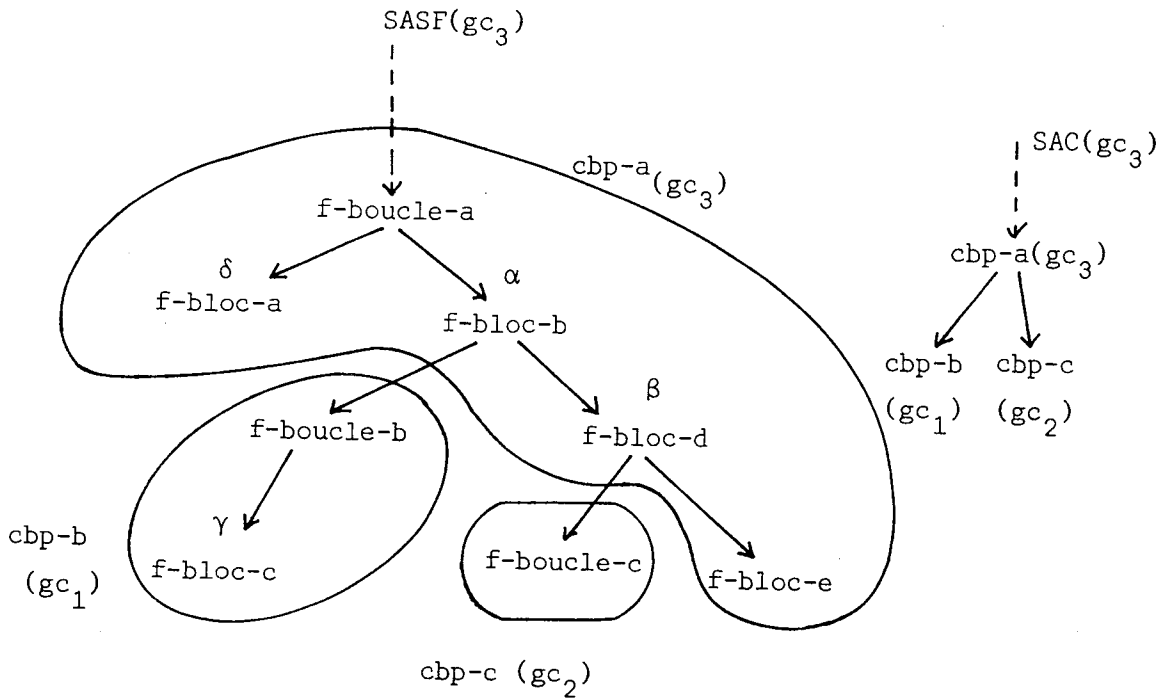 SASF(gc₃)
SAC(gc₃)
cbp-a(gc₃)
f-boucle-a
cbp-a(gc₃)
δ
α
f-bloc-a
f-bloc-b
cbp-b
cbp-c
(gc₁)
(gc₂)
β
f-boucle-b
f-bloc-d
γ
cbp-b
(gc₁)
f-bloc-c
f-boucle-c
f-bloc-e
cbp-c (gc₂)